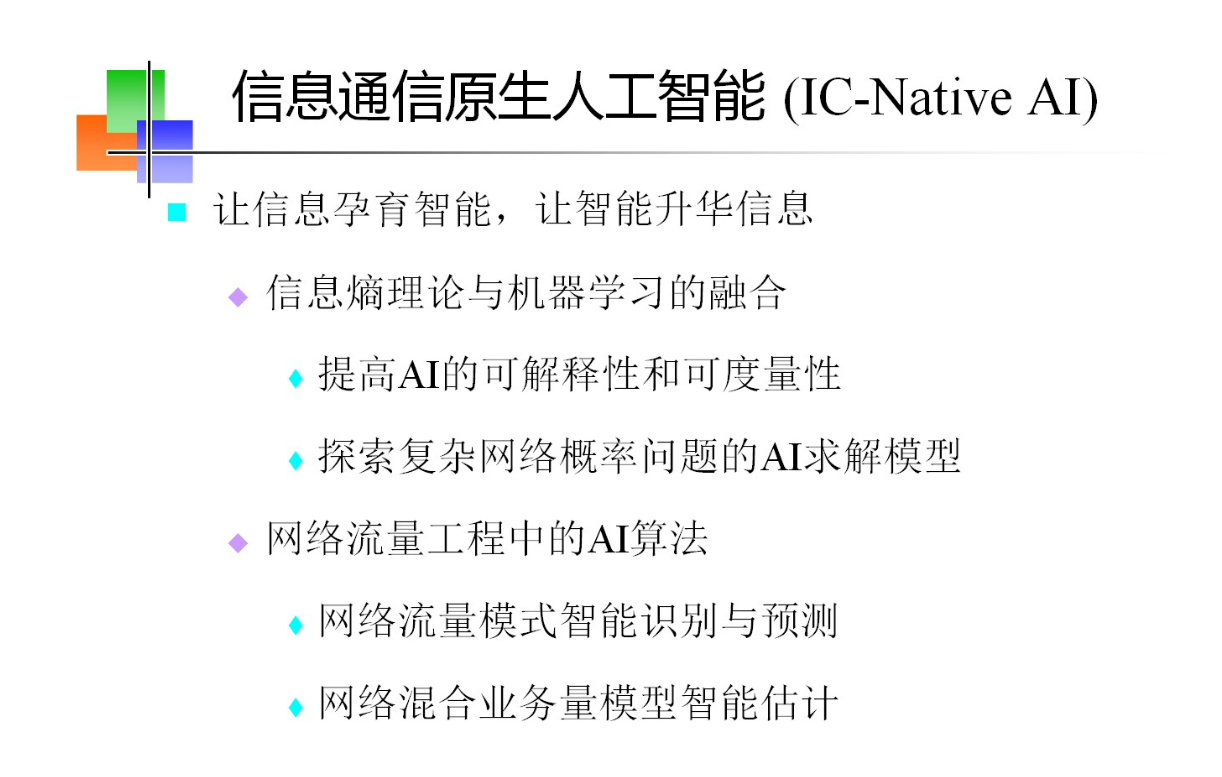 信息通信原生人工智能 (IC-Native AI)
让信息孕育智能，让智能升华信息
信息熵理论与机器学习的融合
提高AI的可解释性和可度量性
探索复杂网络概率问题的AI求解模型
网络流量工程中的AI算法
网络流量模式智能识别与预测
网络混合业务量模型智能估计